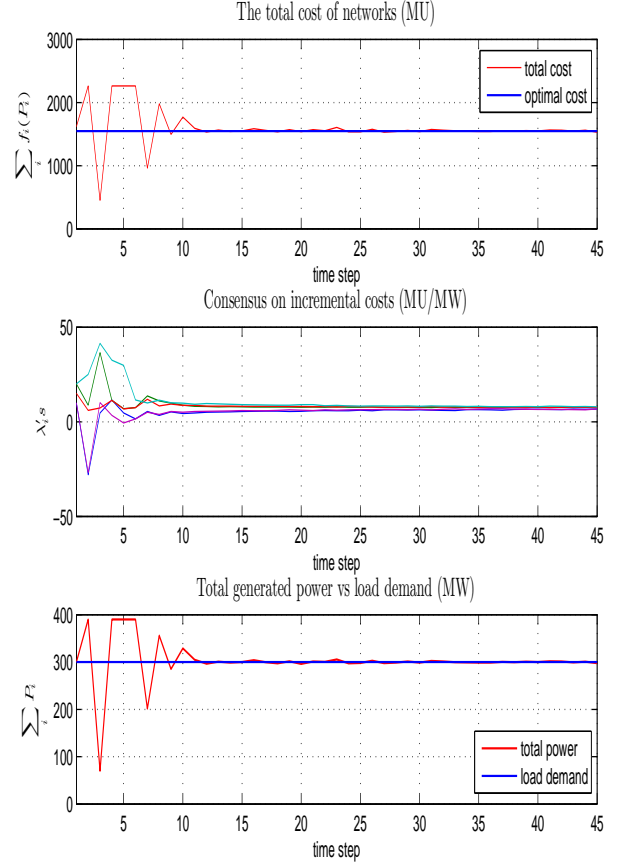 The total cost of networks (MU)
3000
2000
1000
0
∑ᵢ fᵢ(Pᵢ)
total cost
optimal cost
5 10 15 20 25 30 35 40 45
time step
Consensus on incremental costs (MU/MW)
50
0
−50
λ′ᵢs
5 10 15 20 25 30 35 40 45
time step
Total generated power vs load demand (MW)
400
300
200
100
0
∑ᵢ Pᵢ
total power
load demand
5 10 15 20 25 30 35 40 45
time step